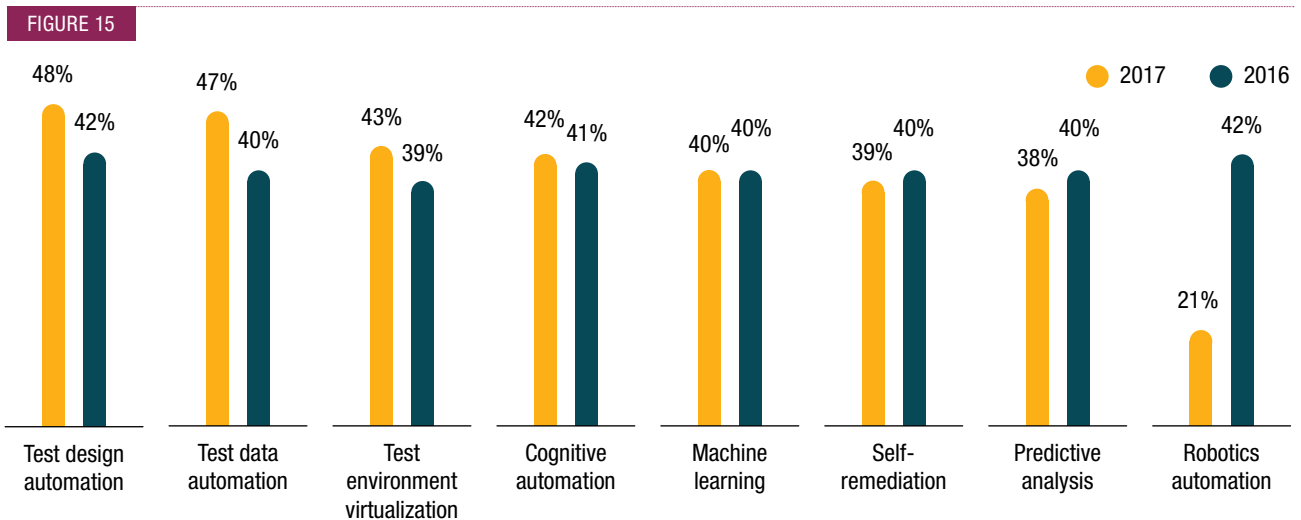 FIGURE 15
2017 2016
48% 42%
47% 40%
43% 39%
42% 41%
40% 40%
39% 40%
38% 40%
21% 42%
Test design
automation
Test data
automation
Test
environment
virtualization
Cognitive
automation
Machine
learning
Self-
remediation
Predictive
analysis
Robotics
automation